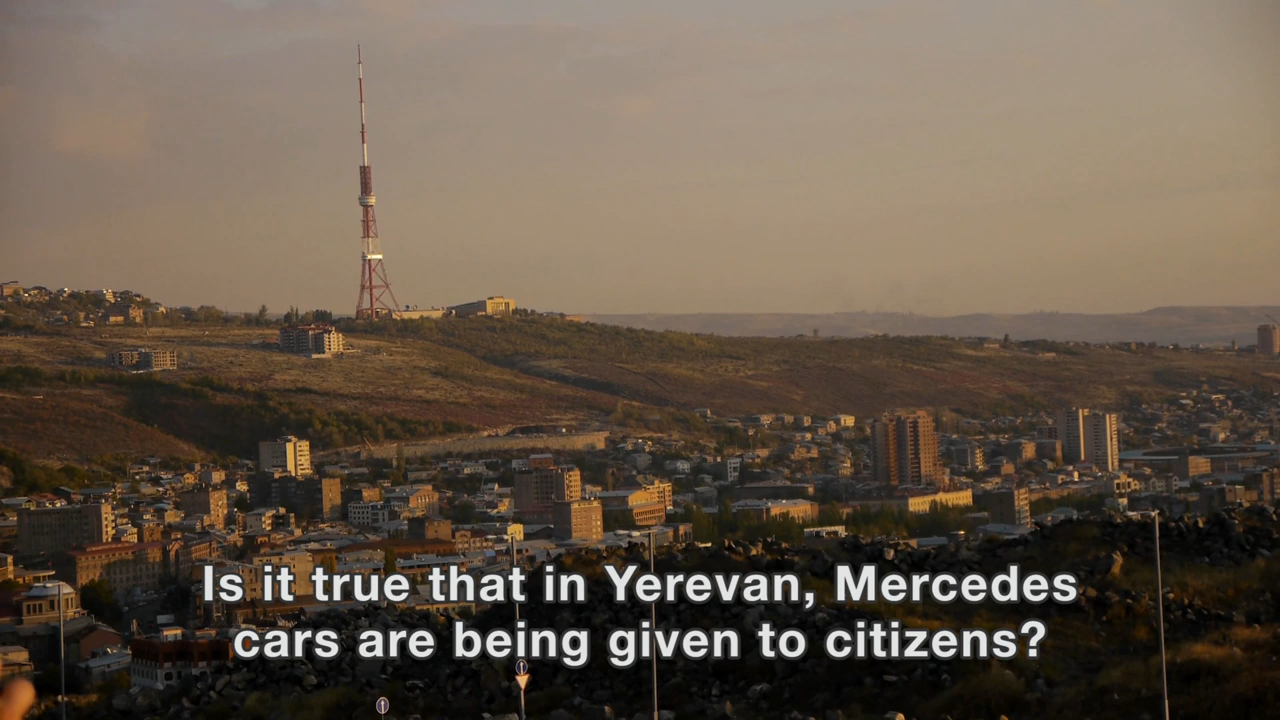 Is it true that in Yerevan, Mercedes
cars are being given to citizens?